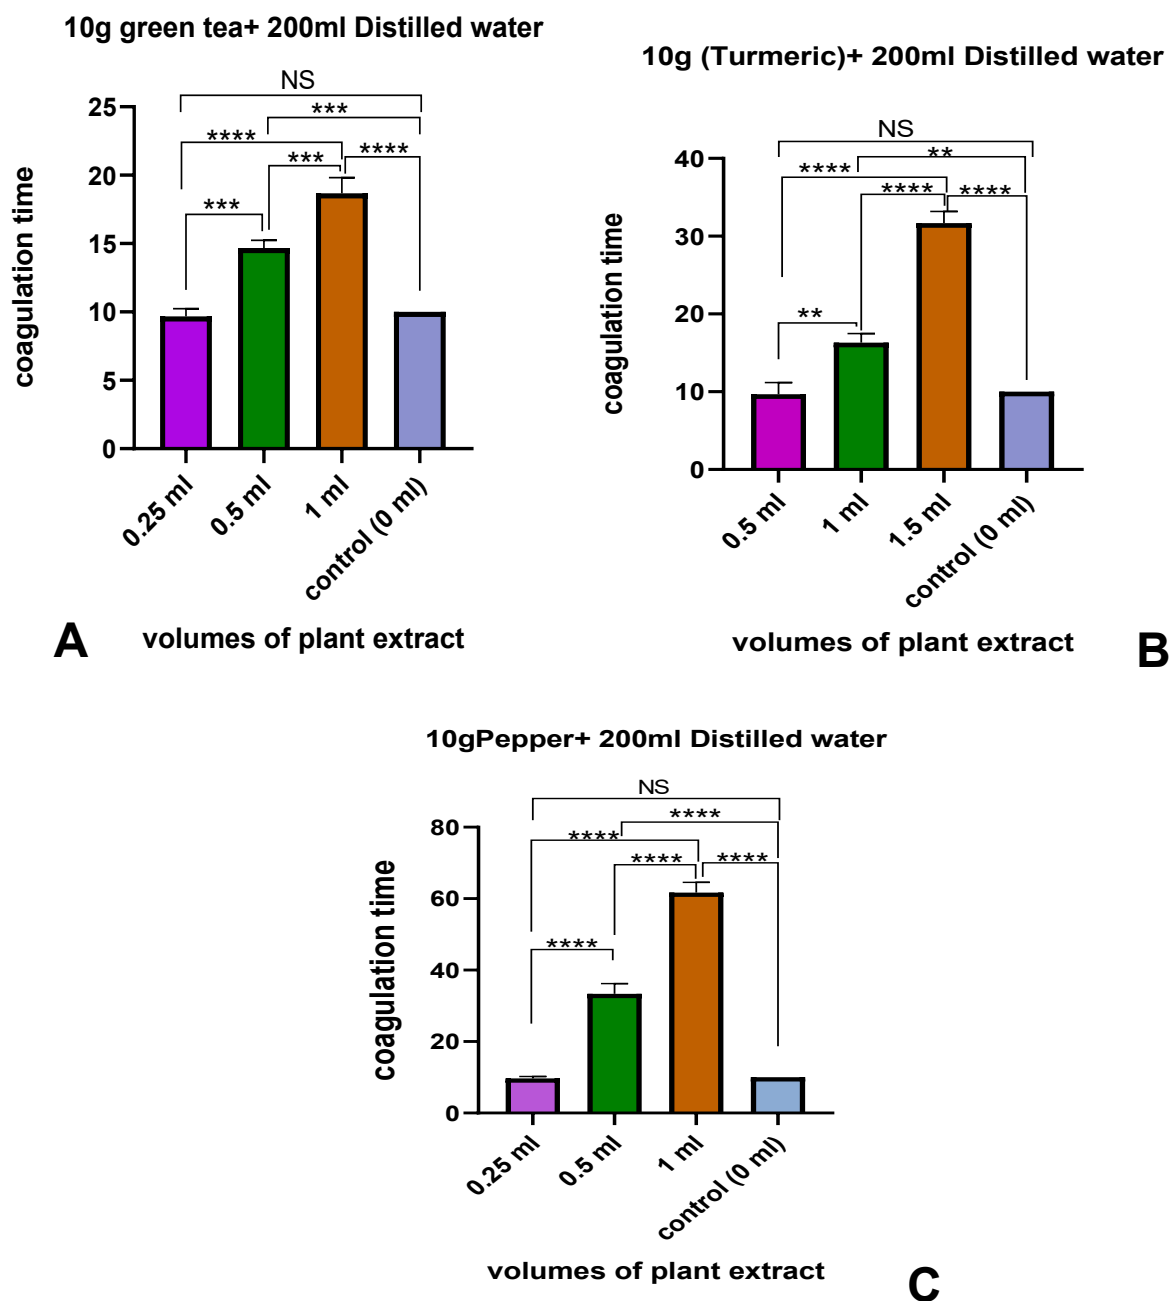 10g green tea+ 200ml Distilled water
NS
***
****
***
****
***
25
20
15
10
5
0
coagulation time
0.25 ml
0.5 ml
1 ml
control (0 ml)
volumes of plant extract
A
10g (Turmeric)+ 200ml Distilled water
NS
**
****
****
****
**
40
30
20
10
0
coagulation time
0.5 ml
1 ml
1.5 ml
control (0 ml)
volumes of plant extract
B
10gPepper+ 200ml Distilled water
NS
****
****
****
****
****
80
60
40
20
0
coagulation time
0.25 ml
0.5 ml
1 ml
control (0 ml)
volumes of plant extract
C